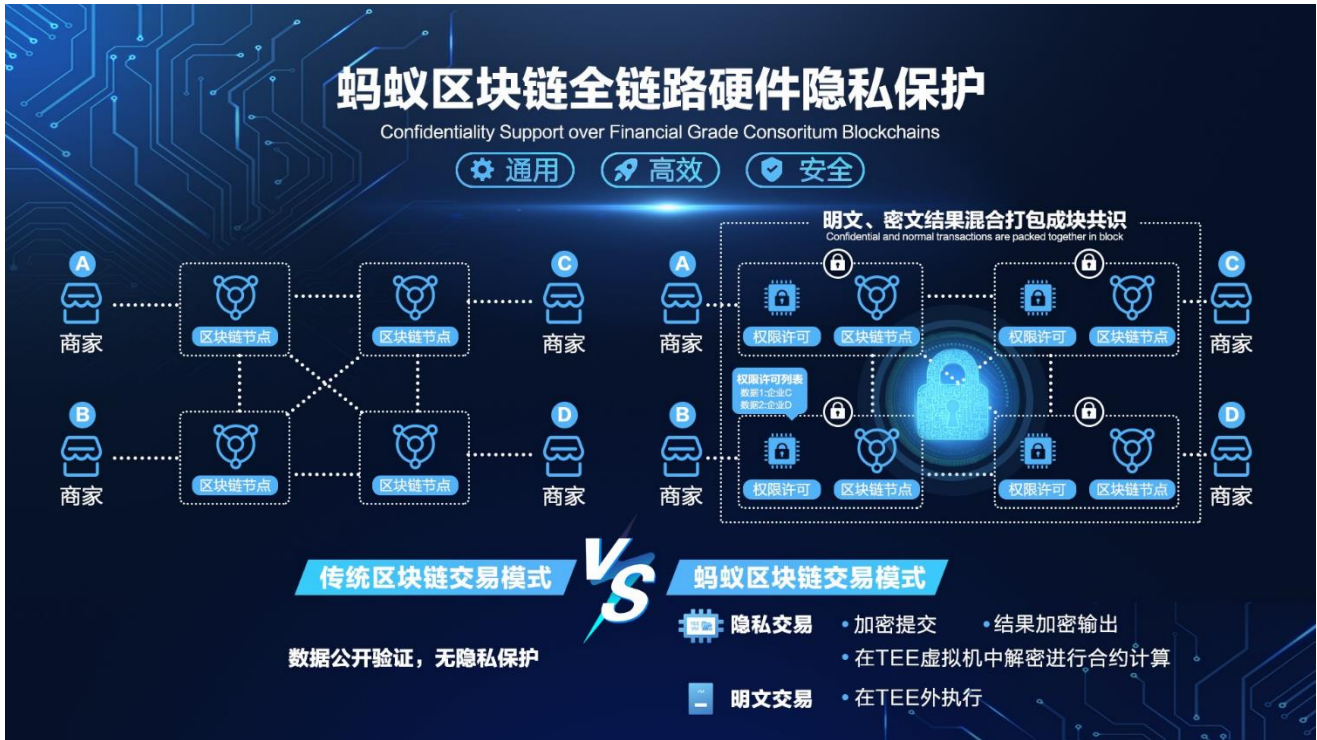 蚂蚁区块链全链路硬件隐私保护
Confidentiality Support over Financial Grade Consoritum Blockchains
通用 高效 安全
明文、密文结果混合打包成块共识
Confidential and normal transactions are packed together in block
A
商家
区块链节点
区块链节点
C
商家
B
商家
区块链节点
区块链节点
D
商家
A
商家
权限许可
区块链节点
权限许可
区块链节点
C
商家
权限许可列表
数据1:企业C
数据2:企业D
B
商家
权限许可
区块链节点
权限许可
区块链节点
D
商家
传统区块链交易模式
VS
蚂蚁区块链交易模式
数据公开验证，无隐私保护
隐私交易 •加密提交 •结果加密输出
•在TEE虚拟机中解密进行合约计算
明文交易 •在TEE外执行